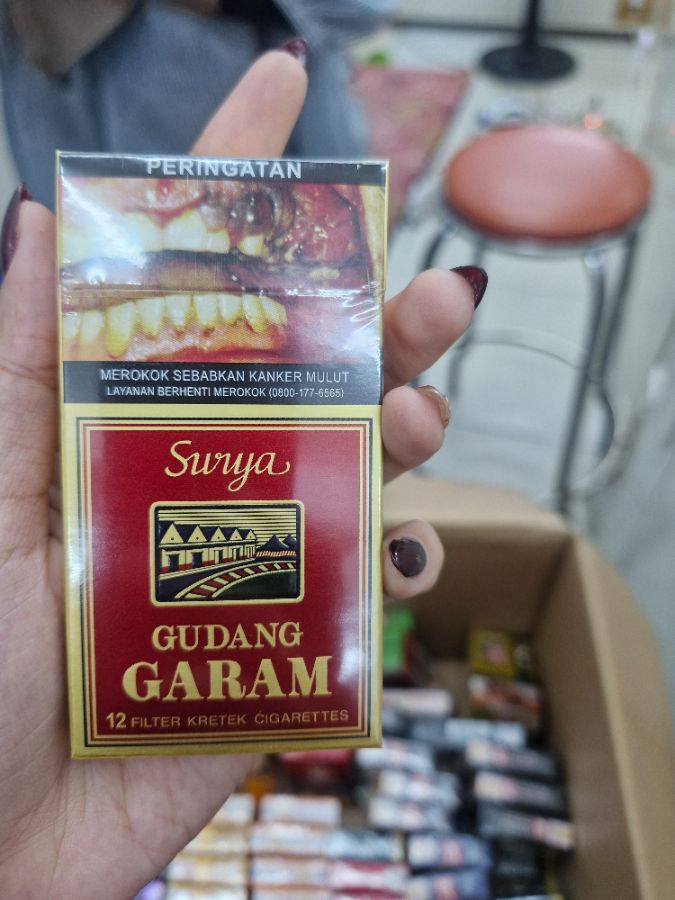 PERINGATAN
MEROKOK SEBABKAN KANKER MULUT
LAYANAN BERHENTI MEROKOK (0800-177-6565)
Surya
GUDANG
GARAM
12 FILTER KRETEK CIGARETTES